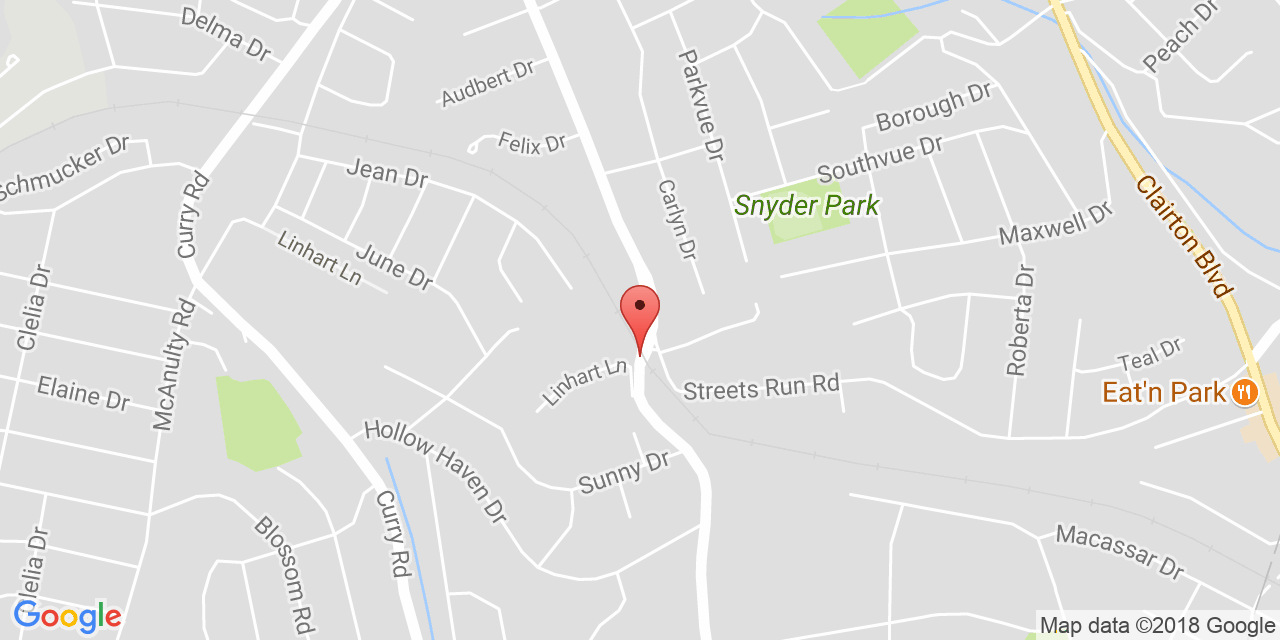 Delma Dr
Peach Dr
Audbert Dr
Parkvue Dr
Borough Dr
Felix Dr
Schmucker Dr
Jean Dr
Southvue Dr
Curry Rd
Carlyn Dr
Snyder Park
Clairton Blvd
Linhart Ln
June Dr
Maxwell Dr
Clelia Dr
McAnulty Rd
Roberta Dr
Teal Dr
Linhart Ln
Elaine Dr
Streets Run Rd
Eat'n Park
Hollow Haven Dr
Sunny Dr
Curry Rd
Blossom Rd
Macassar Dr
Clelia Dr
Google
Map data ©2018 Google